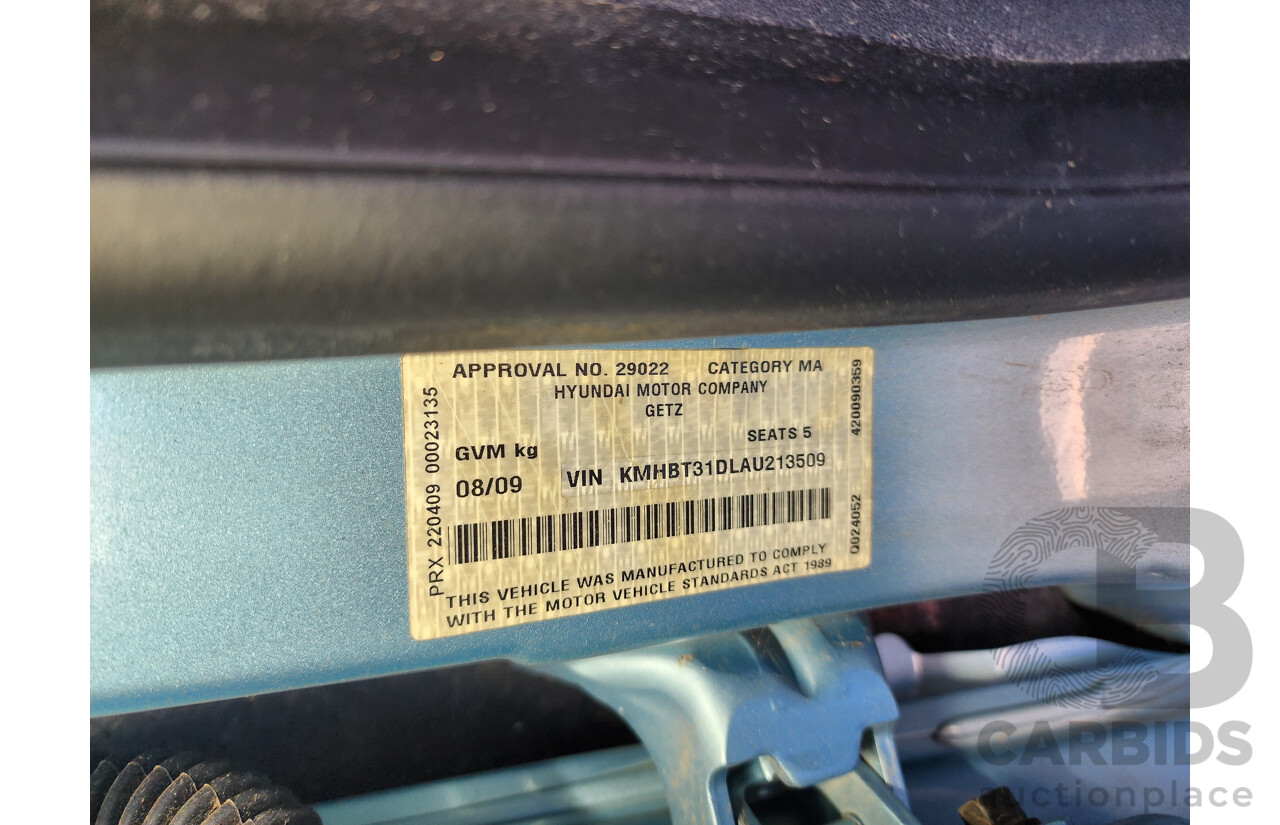 APPROVAL NO. 29022 CATEGORY MA
HYUNDAI MOTOR COMPANY
GETZ
SEATS 5
GVM kg
08/09 VIN KMHBT31DLAU213509
THIS VEHICLE WAS MANUFACTURED TO COMPLY
WITH THE MOTOR VEHICLE STANDARDS ACT 1989
PRX 220409 00023135
420090359
Q024052
CB
CARBIDS
auctionplace